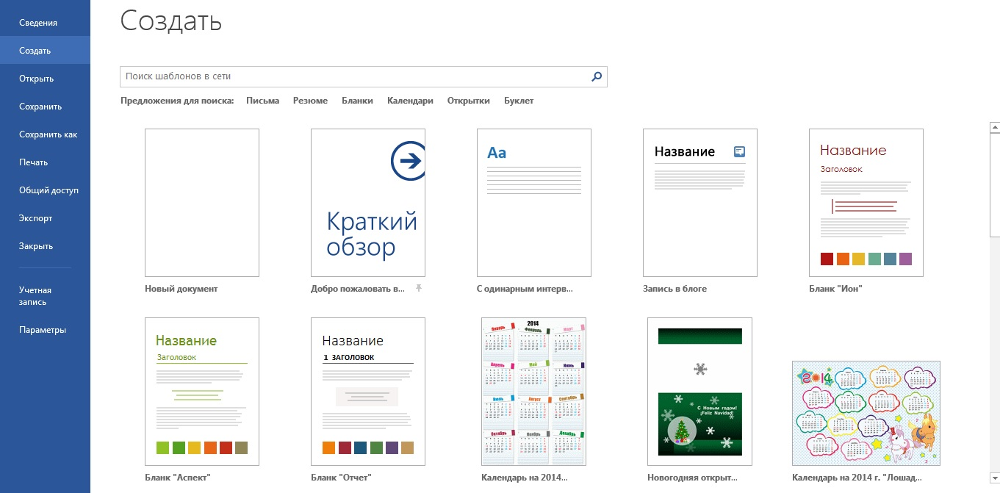 Сведения
Создать
Открыть
Сохранить
Сохранить как
Печать
Общий доступ
Экспорт
Закрыть
Учетная
запись
Параметры
Создать
Поиск шаблонов в сети
Предложения для поиска: Письма Резюме Бланки Календари Открытки Буклет
Краткий
обзор
Aa
Название
Название
Заголовок
Новый документ
Добро пожаловать в...
С одинарным интерв...
Запись в блоге
Бланк "Ион"
Название
Заголовок
Название
1 ЗАГОЛОВОК
2014
Январь Февраль Март
Апрель Май Июнь
Июль Август Сентябрь
Октябрь Ноябрь Декабрь
С Новым годом!
¡Feliz Navidad!
2014
Бланк "Аспект"
Бланк "Отчет"
Календарь на 2014...
Новогодняя открыт...
Календарь на 2014 г. "Лошад...